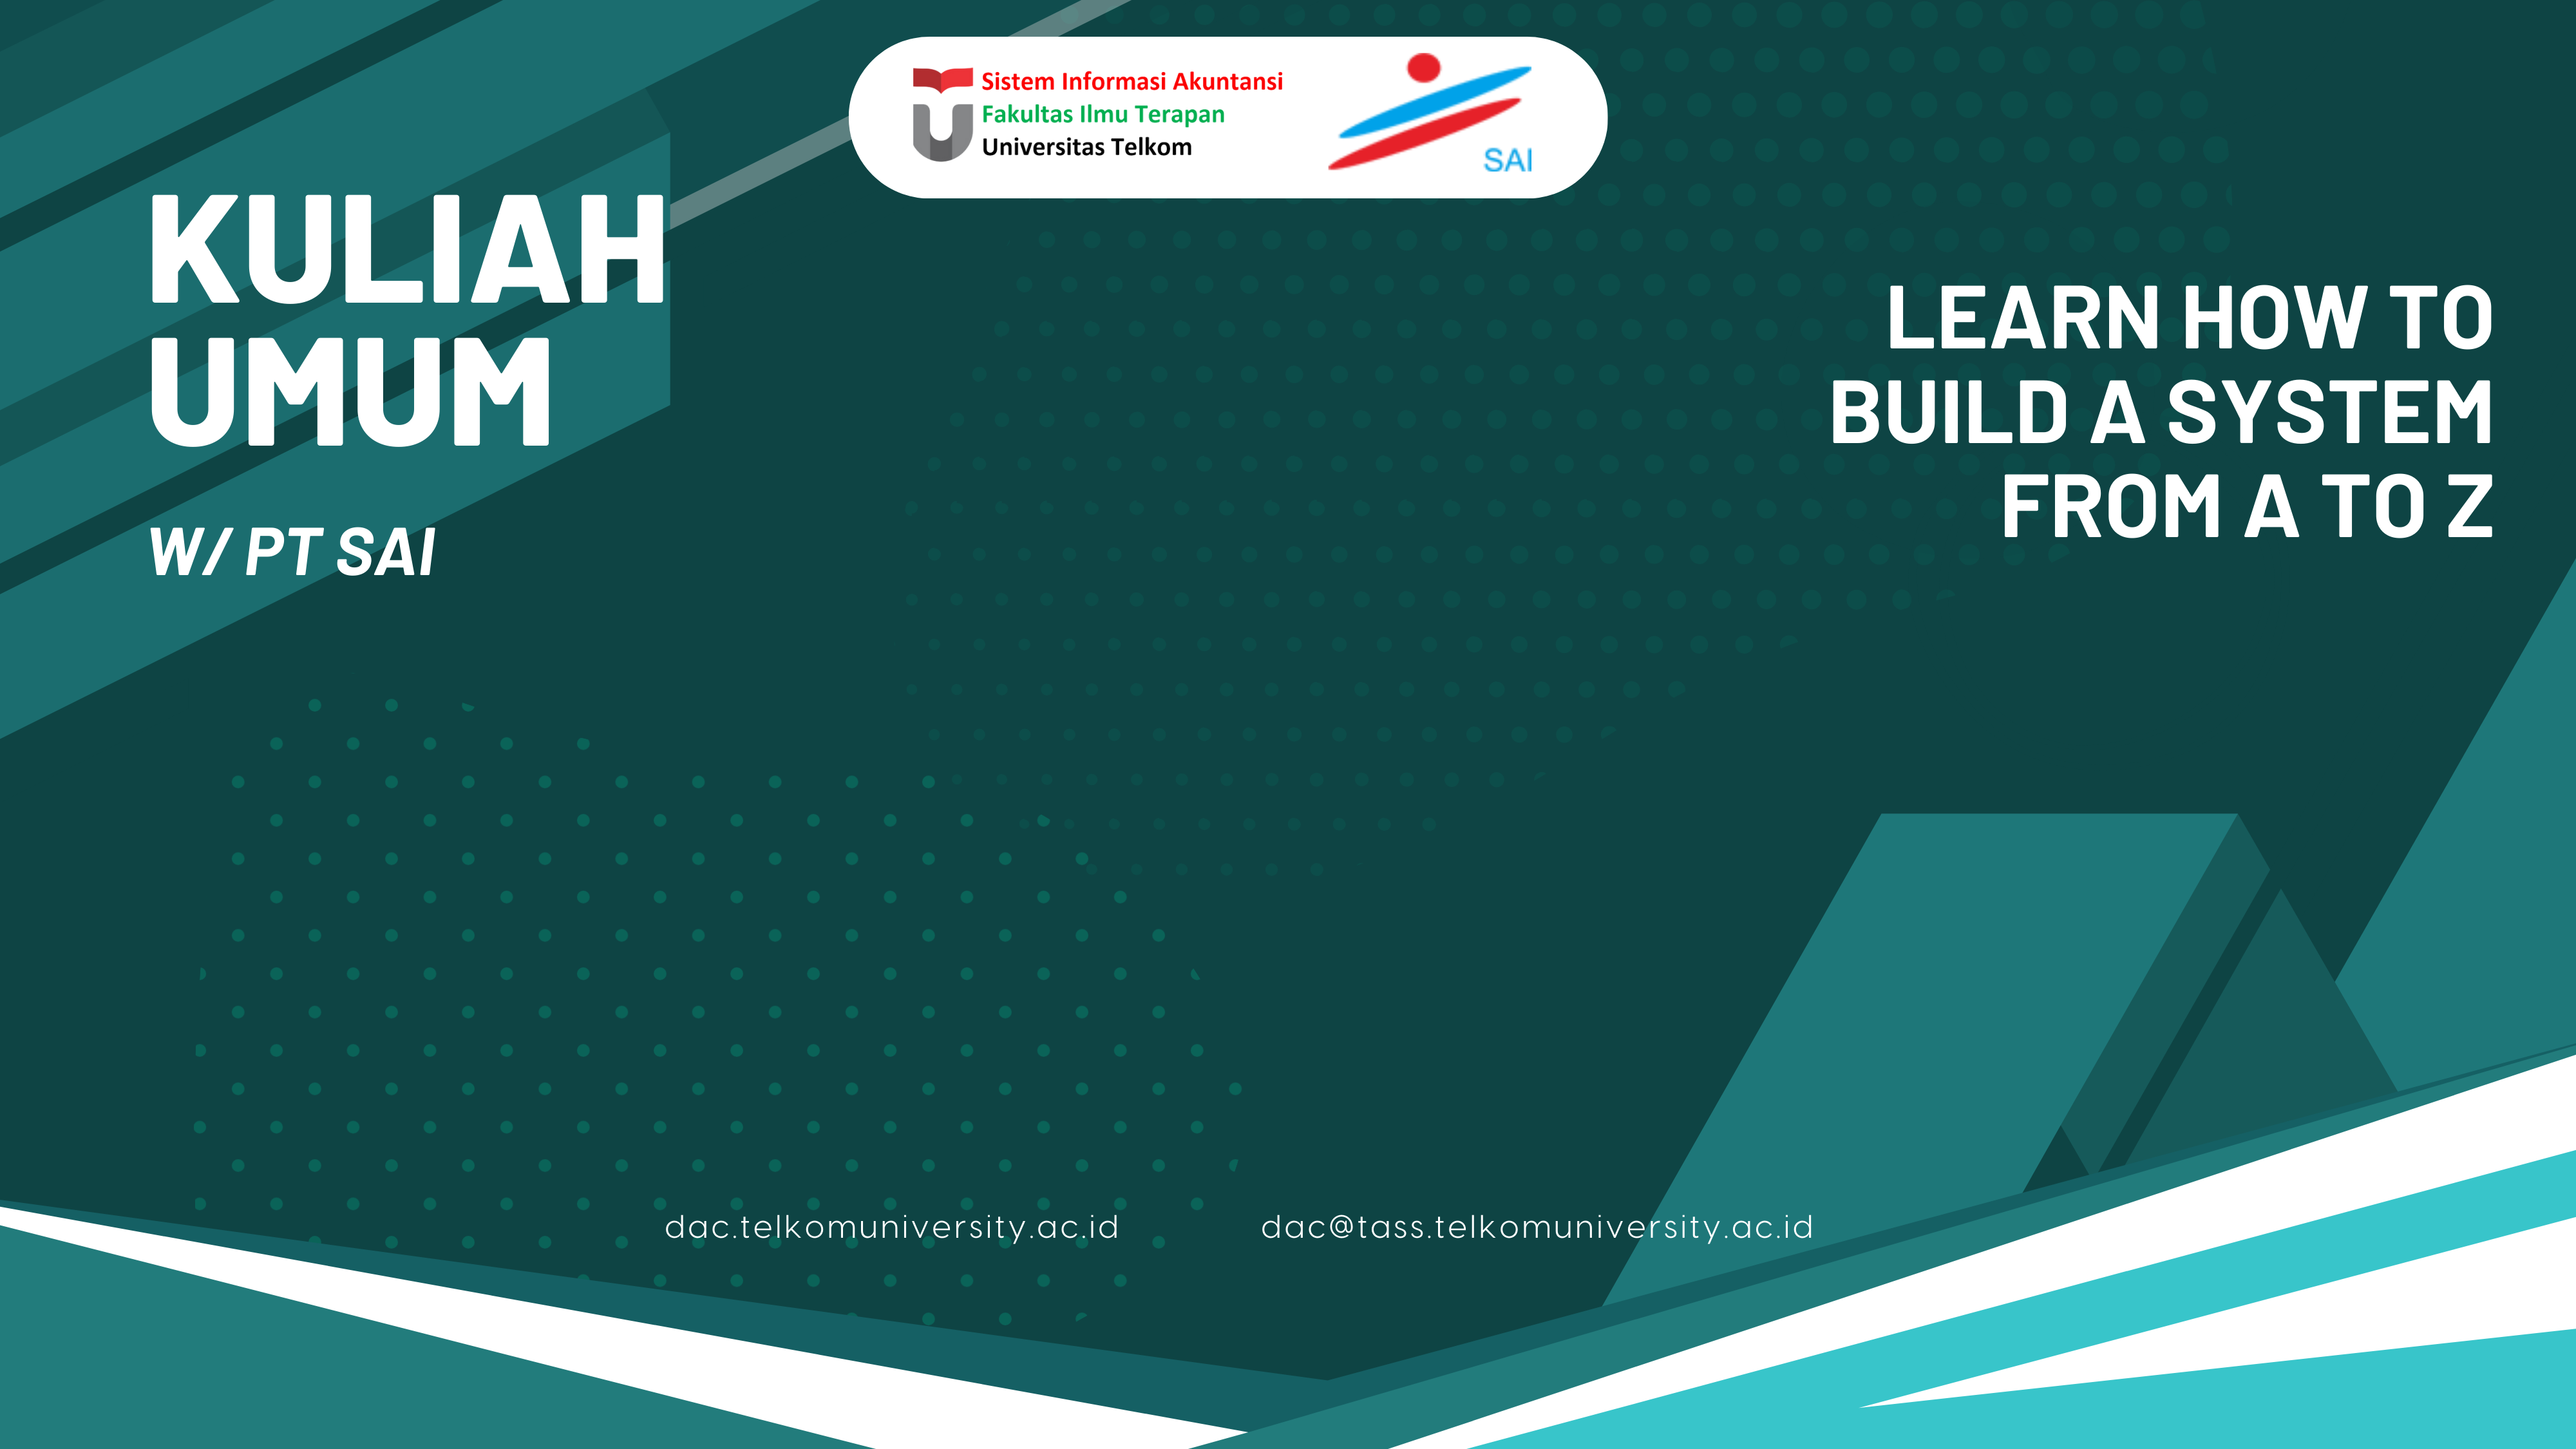 Sistem Informasi Akuntansi
Fakultas Ilmu Terapan
Universitas Telkom
SAI
KULIAH
UMUM
W/ PT SAI
LEARN HOW TO
BUILD A SYSTEM
FROM A TO Z
dac.telkomuniversity.ac.id
dac@tass.telkomuniversity.ac.id